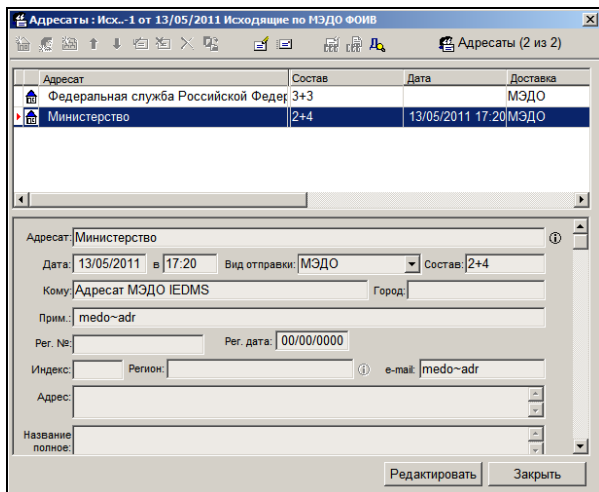 Адресаты : Исх..-1 от 13/05/2011 Исходящие по МЭДО ФОИВ
Адресаты (2 из 2)
Адресат Состав Дата Доставка
Федеральная служба Российской Федер 3+3 МЭДО
Министерство 2+4 13/05/2011 17:20 МЭДО
Адресат: Министерство
Дата: 13/05/2011 в 17:20 Вид отправки: МЭДО Состав: 2+4
Кому: Адресат МЭДО IEDMS Город:
Прим.: medo~adr
Рег. №: Рег. дата: 00/00/0000
Индекс: Регион: e-mail: medo~adr
Адрес:
Название
полное:
Редактировать Закрыть